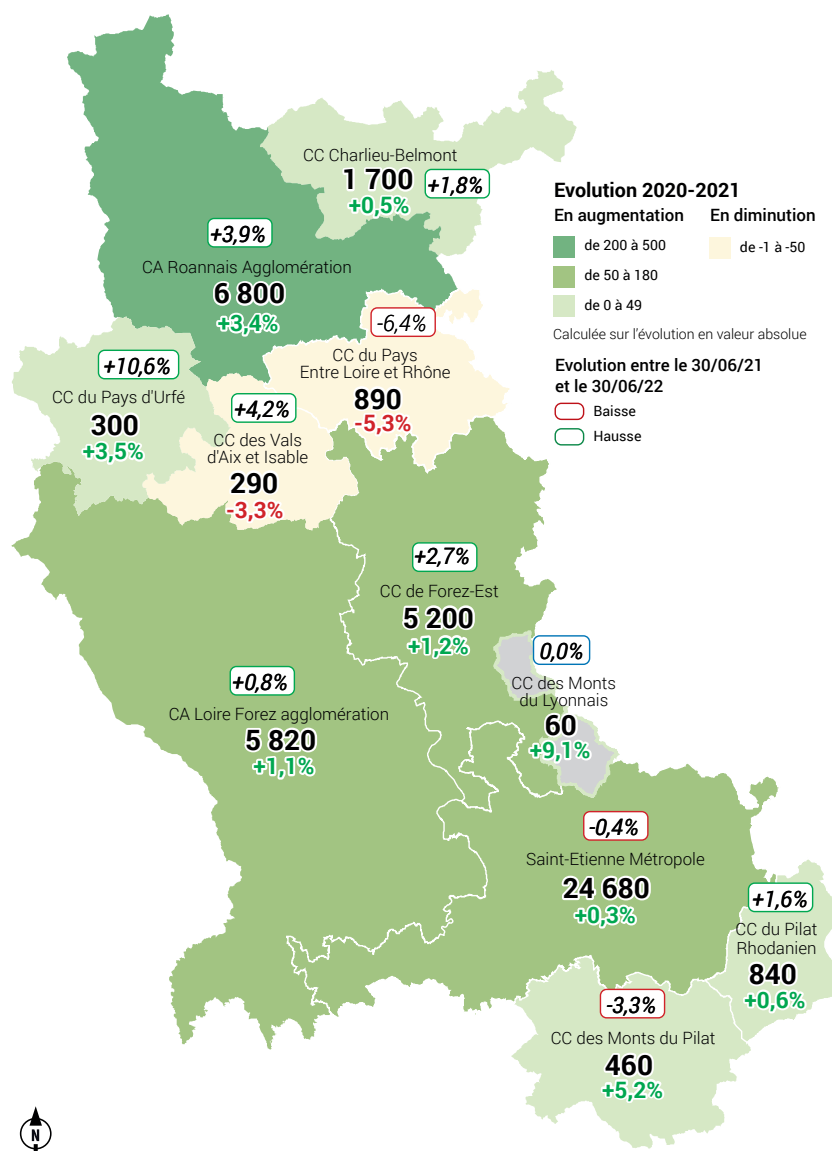 CC Charlieu-Belmont
1 700
+1,8%
+0,5%
Evolution 2020-2021
En augmentation
En diminution
de 200 à 500
de -1 à -50
de 50 à 180
de 0 à 49
Calculée sur l'évolution en valeur absolue
Evolution entre le 30/06/21
et le 30/06/22
Baisse
Hausse
+3,9%
CA Roannais Agglomération
6 800
+3,4%
-6,4%
CC du Pays
Entre Loire et Rhône
890
-5,3%
+10,6%
CC du Pays d'Urfé
300
+3,5%
+4,2%
CC des Vals
d'Aix et Isable
290
-3,3%
+2,7%
CC de Forez-Est
5 200
+1,2%
0,0%
CC des Monts
du Lyonnais
60
+9,1%
+0,8%
CA Loire Forez agglomération
5 820
+1,1%
-0,4%
Saint-Etienne Métropole
24 680
+0,3%
+1,6%
CC du Pilat
Rhodanien
840
+0,6%
-3,3%
CC des Monts du Pilat
460
+5,2%
N